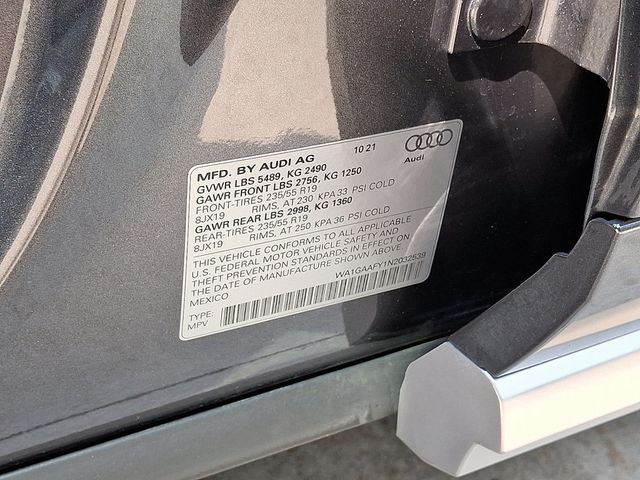 MFD. BY AUDI AG 10 21
Audi
GVWR LBS 5489, KG 2490
GAWR FRONT LBS 2756, KG 1250
FRONT-TIRES 235/55 R19
8JX19 RIMS, AT 230 KPA 33 PSI COLD
GAWR REAR LBS 2998, KG 1360
REAR-TIRES 235/55 R19
8JX19 RIMS, AT 250 KPA 36 PSI COLD
THIS VEHICLE CONFORMS TO ALL APPLICABLE
U.S. FEDERAL MOTOR VEHICLE SAFETY AND
THEFT PREVENTION STANDARDS IN EFFECT ON
THE DATE OF MANUFACTURE SHOWN ABOVE.
MEXICO WA1GAAFY1N2032539
TYPE:
MPV